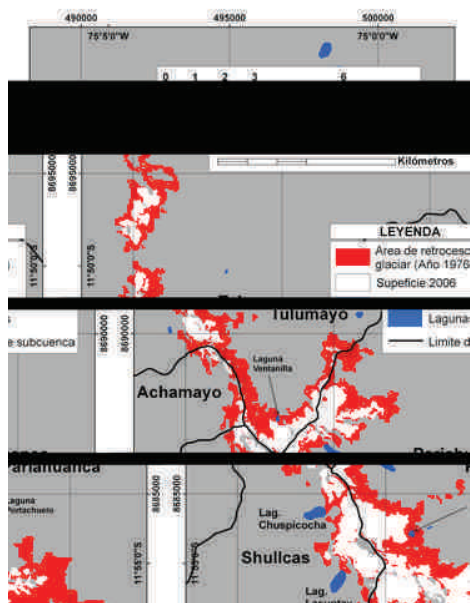 490000 495000 500000
75°5'0"W 75°0'0"W
0 1 2 3 6
Kilómetros
8695000 8695000
LEYENDA
Área de retroceso
glaciar (Año 1976
Supeficie 2006
11°50'0"S 11°50'0"S
Tulumayo
Lagunas
8690000 8690000
e subcuenca
Límite d
Laguna
Ventanilla
Achamayo
Pariahuanca
Laguna
Portachuelo
8685000 8685000
Lag.
Chuspicocha
Shullcas
11°55'0"S 11°55'0"S
Lag.